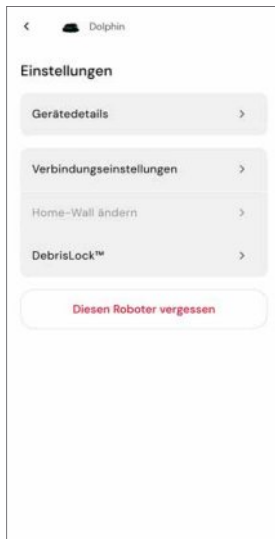 Dolphin
Einstellungen
Gerätedetails
Verbindungseinstellungen
Home-Wall ändern
DebrisLock™
Diesen Roboter vergessen